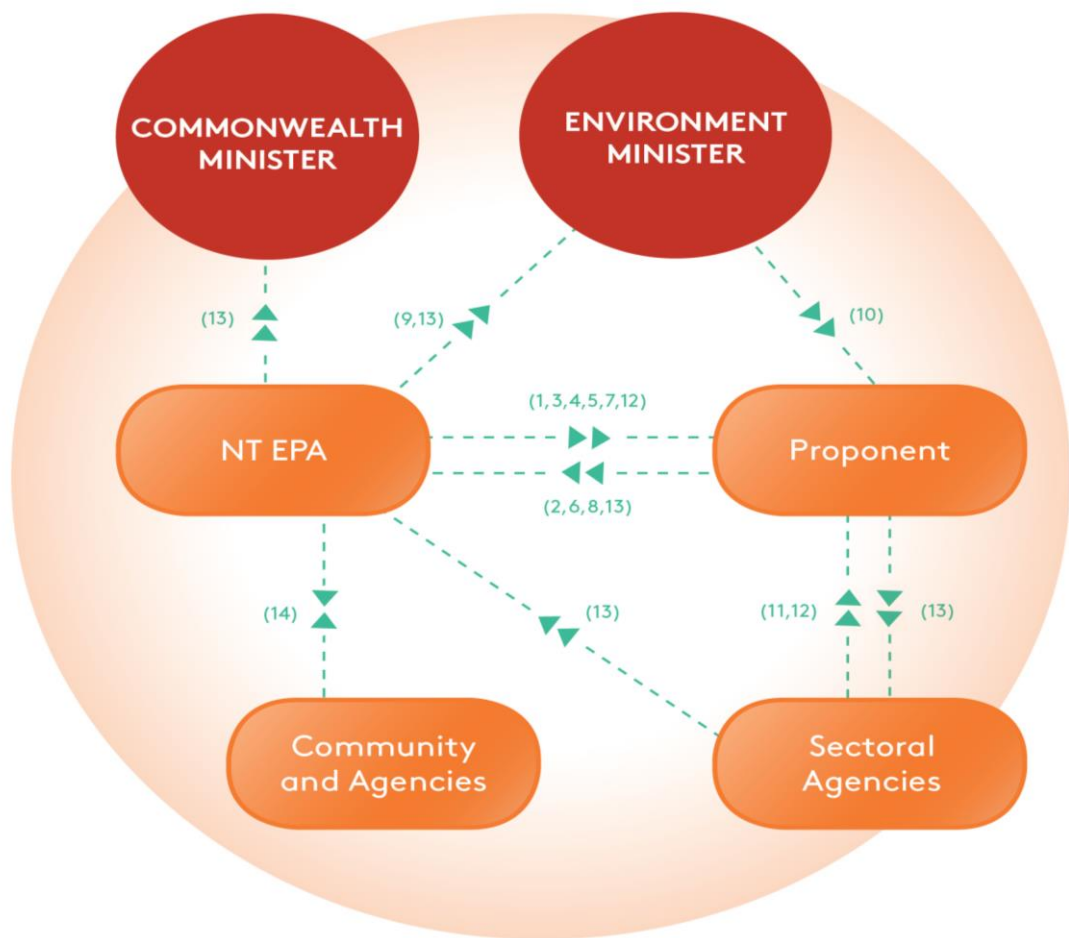 COMMONWEALTH
MINISTER
ENVIRONMENT
MINISTER
(13)
(9,13)
(10)
(1,3,4,5,7,12)
NT EPA
Proponent
(2,6,8,13)
(14)
(13)
(11,12)
(13)
Community
and Agencies
Sectoral
Agencies